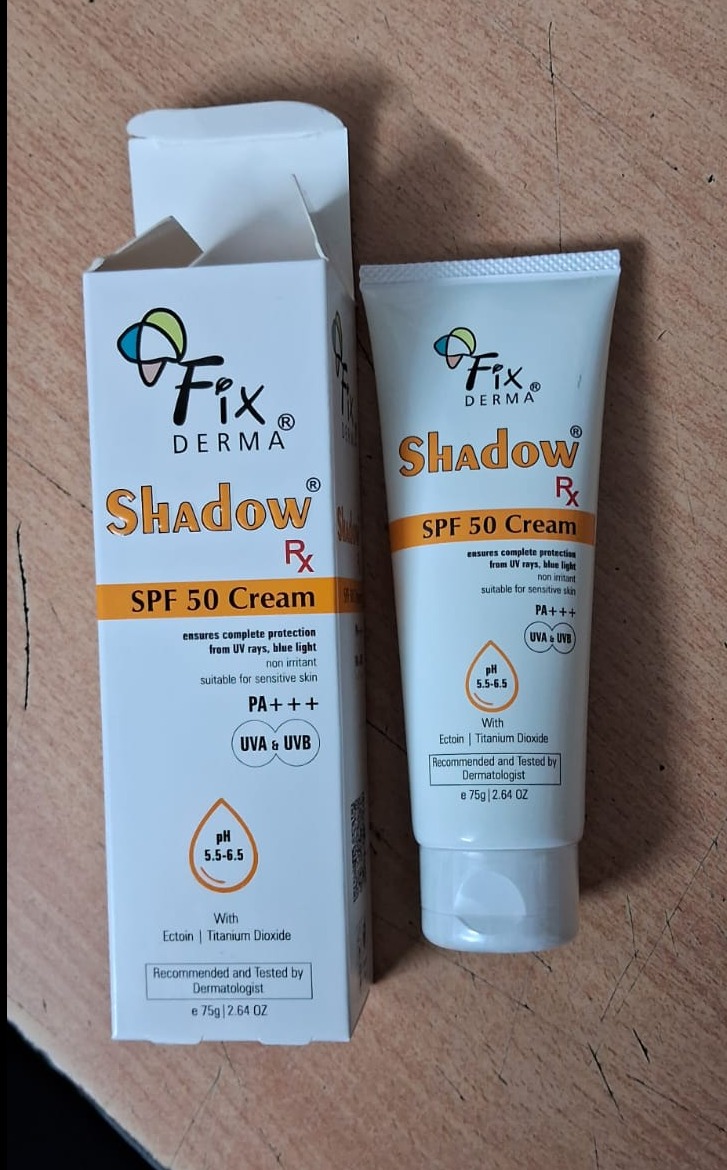 Fix®
DERMA
Shadow®
Rx
SPF 50 Cream
ensures complete protection
from UV rays, blue light
non irritant
suitable for sensitive skin
PA+++
UVA & UVB
pH
5.5-6.5
With
Ectoin | Titanium Dioxide
Recommended and Tested by
Dermatologist
e 75g | 2.64 OZ
Fix®
DERMA
Shadow®
Rx
SPF 50 Cream
ensures complete protection
from UV rays, blue light
non irritant
suitable for sensitive skin
PA+++
UVA & UVB
pH
5.5-6.5
With
Ectoin | Titanium Dioxide
Recommended and Tested by
Dermatologist
e 75g | 2.64 OZ